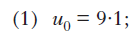 (1) u₀ = 9·1;